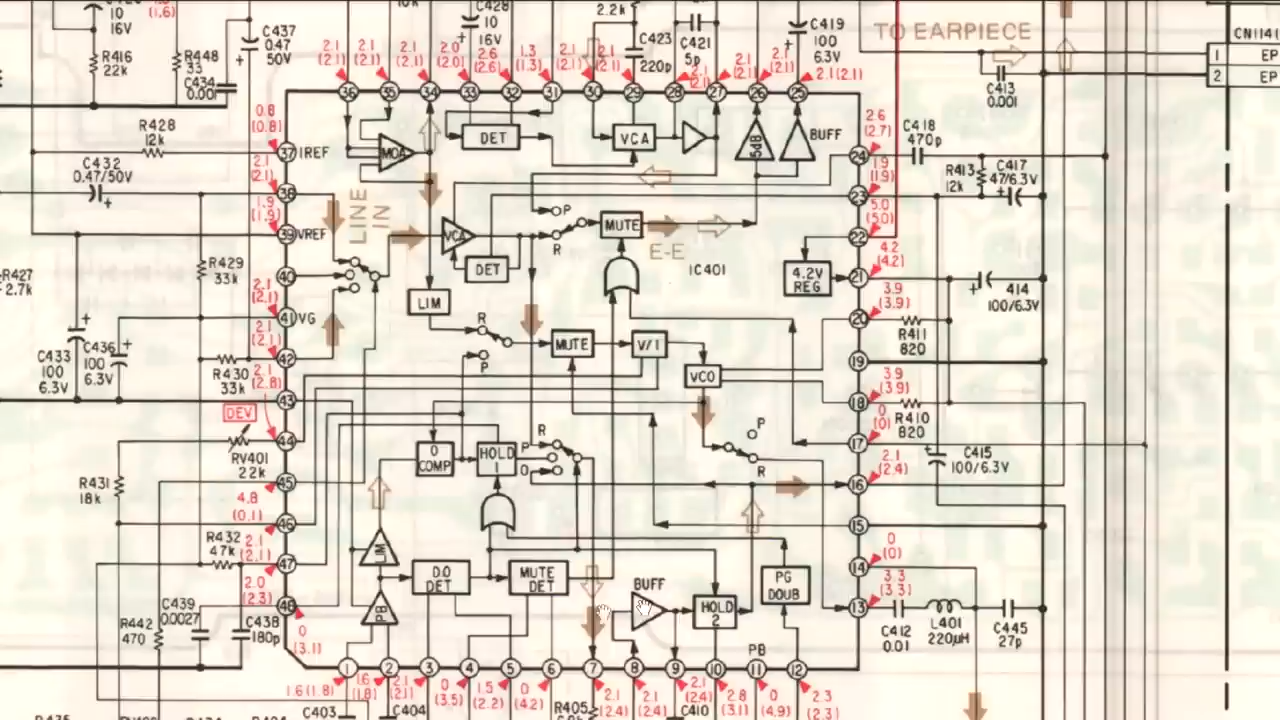 10
16V
R416
22k
R448
33
C434
0.001
C437
0.47
50V
C428
10
16V
2.2k
C423
220p
C421
5p
C419
100
6.3V
TO EARPIECE
CN1141
1 EP
2 EP
C413
0.001
2.1 (2.1)
2.1 (2.1)
2.1 (2.1)
2.0 (2.0)
2.6 (2.6)
1.3 (1.3)
2.1 (2.1)
2.1 (2.1)
2.1 (2.1)
2.1 (2.1)
2.1 (2.1)
2.1 (2.1)
36 35 34 33 32 31 30 29 28 27 26 25
0.8
(0.8)
R428
12k
37 IREF
MOA
DET
VCA
5dB
BUFF
2.6
(2.7)
24
C418
470p
C432
0.47/50V
2.1
(2.1)
38
LINE IN
1.9
(1.9)
23
R413
12k
C417
47/6.3V
1.9
(1.9)
39 VREF
VCA
P
R
MUTE
E-E
5.0
(5.0)
22
R427
2.7k
R429
33k
40
DET
IC401
4.2V
REG
4.2
(4.2)
21
414
100/6.3V
2.1
(2.1)
41 VG
LIM
3.9
(3.9)
20
R411
820
C433
100
6.3V
C436
100
6.3V
2.1
(2.1)
42
R430
33k
R
P
MUTE
V/I
VCO
19
2.1
(2.8)
43
3.9
(3.9)
18
R410
820
DEV
44
RV401
22k
0
(0)
17
P
R
R431
18k
45
O
COMP
HOLD
1
R
P
O
2.1
(2.4)
16
C415
100/6.3V
4.8
(0.1)
46
15
R432
47k
2.1
(2.1)
47
LIM
0
(0)
14
2.0
(2.3)
48
PB
D.O
DET
MUTE
DET
BUFF
HOLD
2
PG
DOUB
3.3
(3.3)
13
C412
0.01
L401
220μH
C445
27p
C439
0.0027
R442
470
C438
180p
0
(3.1)
PB
1 2 3 4 5 6 7 8 9 10 11 12
1.6 (1.8)
1.6
(1.8)
2.1
(2.1)
0
(3.5)
1.5
(2.2)
0
(4.2)
2.1
(2.4)
2.1
(2.4)
2.1
(2.4)
2.8
(3.1)
0
(4.9)
2.3
(2.3)
C403
C404
R405
C410